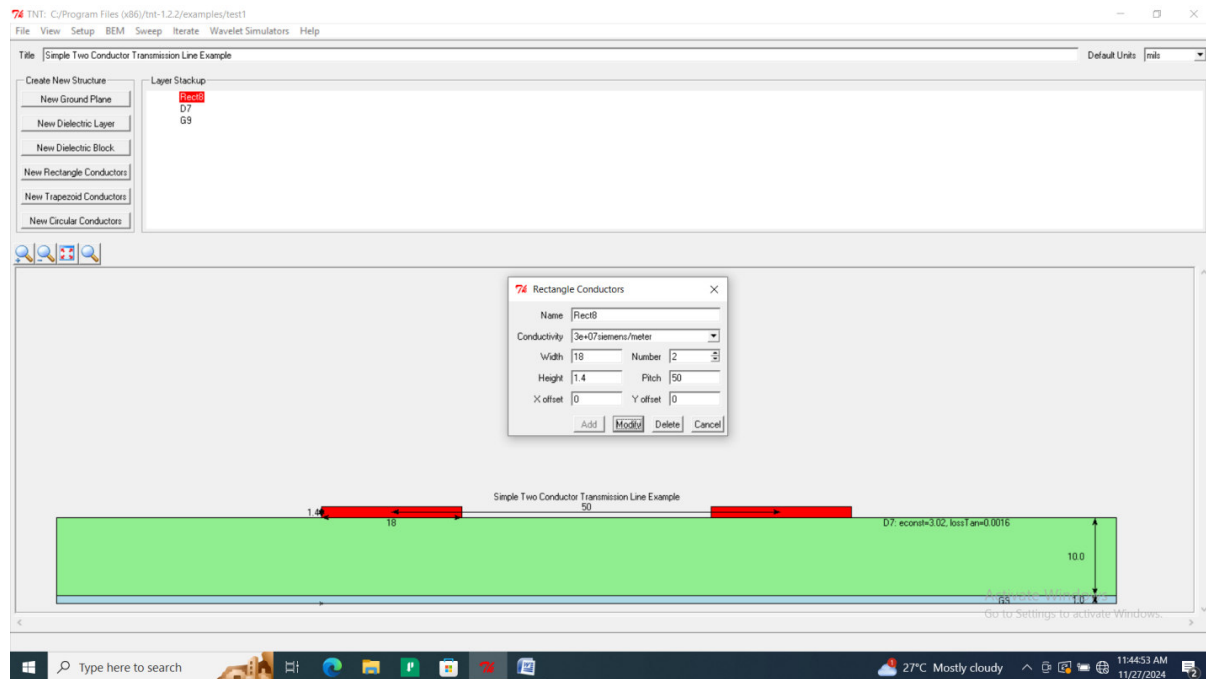 TNT: C:/Program Files (x86)/tnt-1.2.2/examples/test1
File View Setup BEM Sweep Iterate Wavelet Simulators Help
Title Simple Two Conductor Transmission Line Example Default Units mils
Create New Structure Layer Stackup
New Ground Plane
New Dielectric Layer
New Dielectric Block
New Rectangle Conductors
New Trapezoid Conductors
New Circular Conductors
Rect8
D7
G9
Rectangle Conductors
Name Rect8
Conductivity 3e+07siemens/meter
Width 18 Number 2
Height 1.4 Pitch 50
X offset 0 Y offset 0
Add Modify Delete Cancel
Simple Two Conductor Transmission Line Example
50
1.4
18
D7: econst=3.02, lossTan=0.0016
10.0
G9 1.0
Activate Windows
Go to Settings to activate Windows.
Type here to search
27°C Mostly cloudy
11:44:53 AM
11/27/2024
2